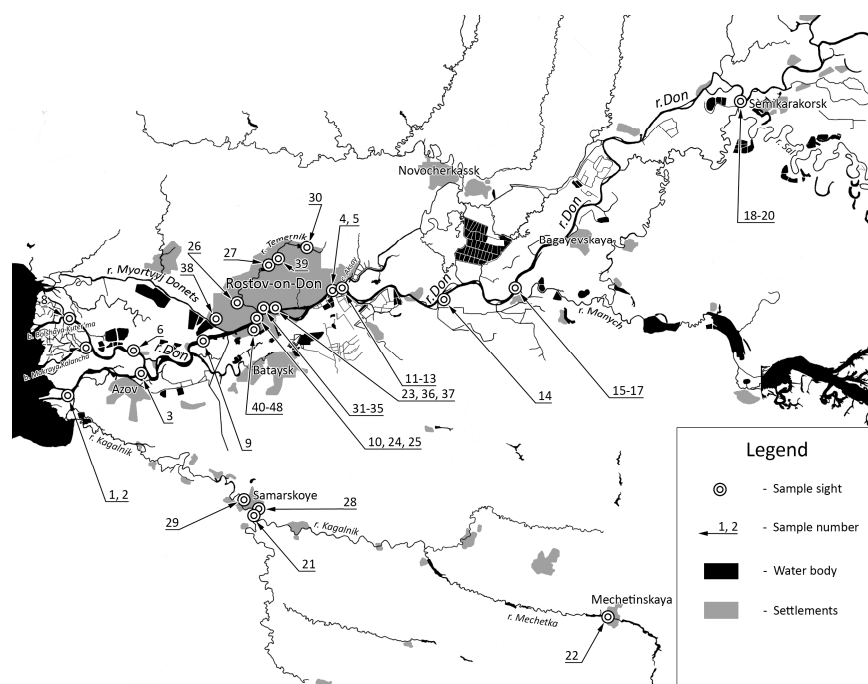 r.Don
Semikarakorsk
r. Sal
18-20
Novocherkassk
r.Don
Bagayevskaya
30
4, 5
26
27
r. Temernik
39
38
Rostov-on-Don
r. Aksay
r. Myortvyj Donets
r.Don
r. Manych
8
b. Bolshaya Kuterma
6
r.Don
b. Mokraya Kalancha
7
Azov
3
Bataysk
9
40-48
11-13
23, 36, 37
31-35
10, 24, 25
14
15-17
1, 2
r. Kagalnik
Samarskoye
28
29
r. Kagalnik
21
Mechetinskaya
r. Mechetka
22
Legend
- Sample sight
1, 2 - Sample number
- Water body
- Settlements